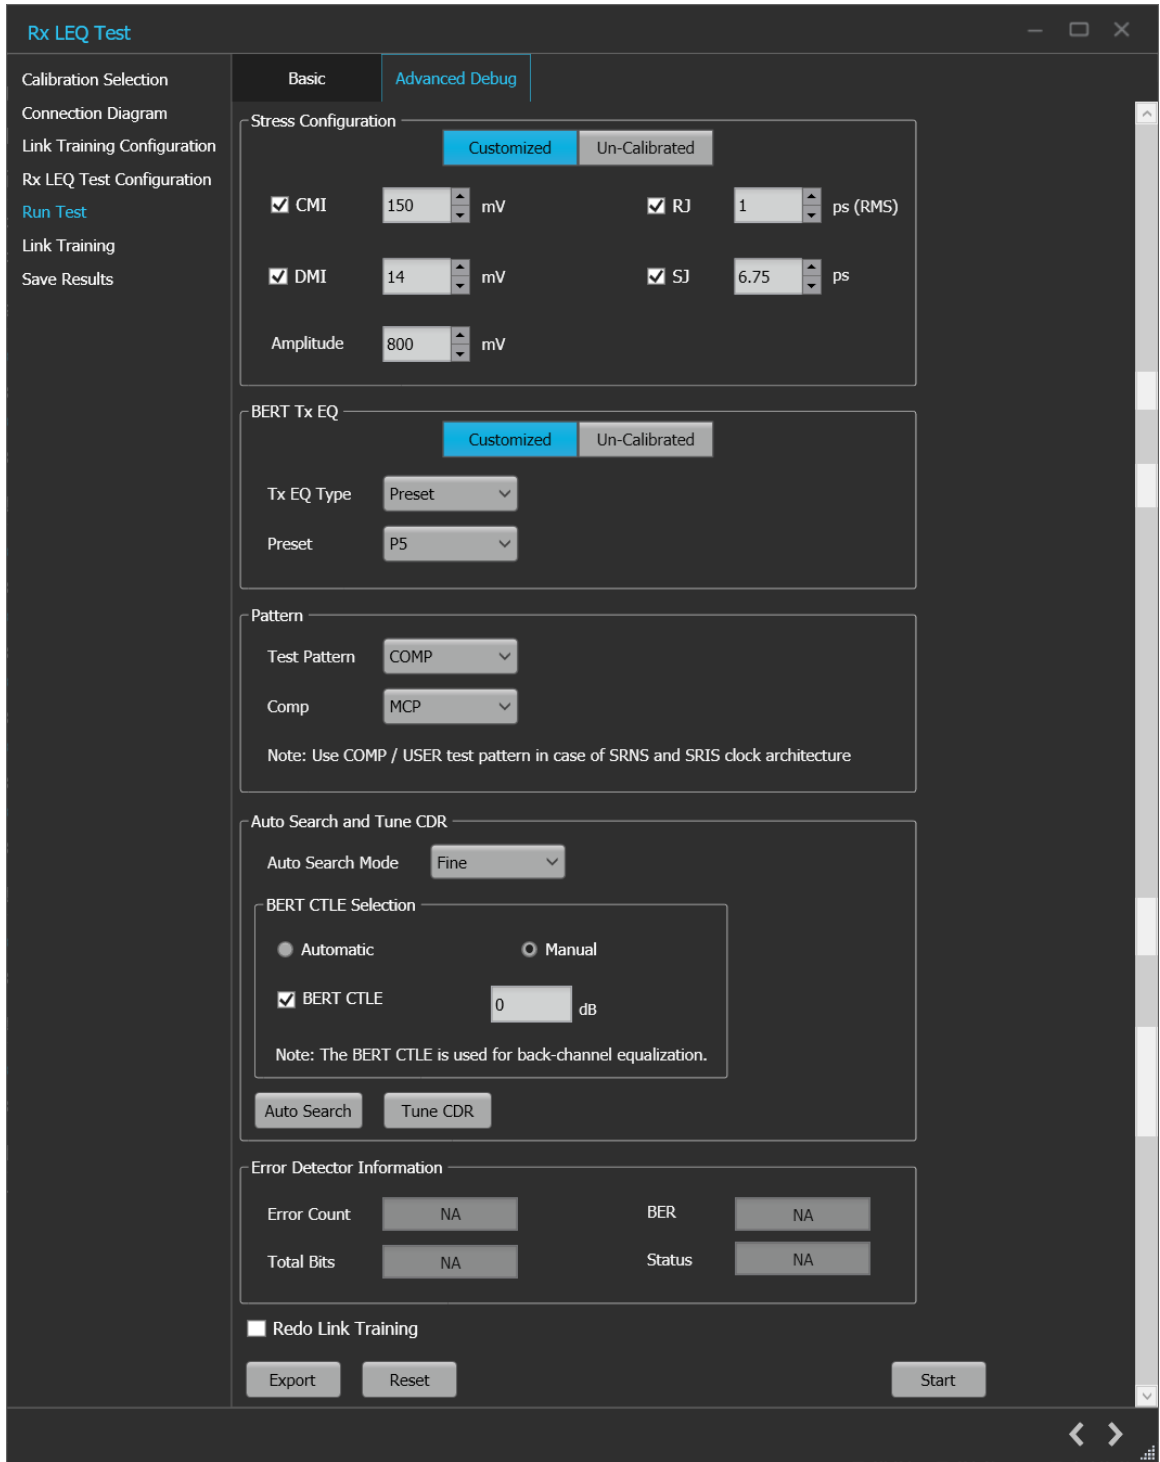 Rx LEQ Test
Calibration Selection
Connection Diagram
Link Training Configuration
Rx LEQ Test Configuration
Run Test
Link Training
Save Results
Basic Advanced Debug
Stress Configuration
Customized Un-Calibrated
CMI 150 mV RJ 1 ps (RMS)
DMI 14 mV SJ 6.75 ps
Amplitude 800 mV
BERT Tx EQ
Customized Un-Calibrated
Tx EQ Type Preset
Preset P5
Pattern
Test Pattern COMP
Comp MCP
Note: Use COMP / USER test pattern in case of SRNS and SRIS clock architecture
Auto Search and Tune CDR
Auto Search Mode Fine
BERT CTLE Selection
Automatic Manual
BERT CTLE 0 dB
Note: The BERT CTLE is used for back-channel equalization.
Auto Search Tune CDR
Error Detector Information
Error Count NA BER NA
Total Bits NA Status NA
Redo Link Training
Export Reset Start